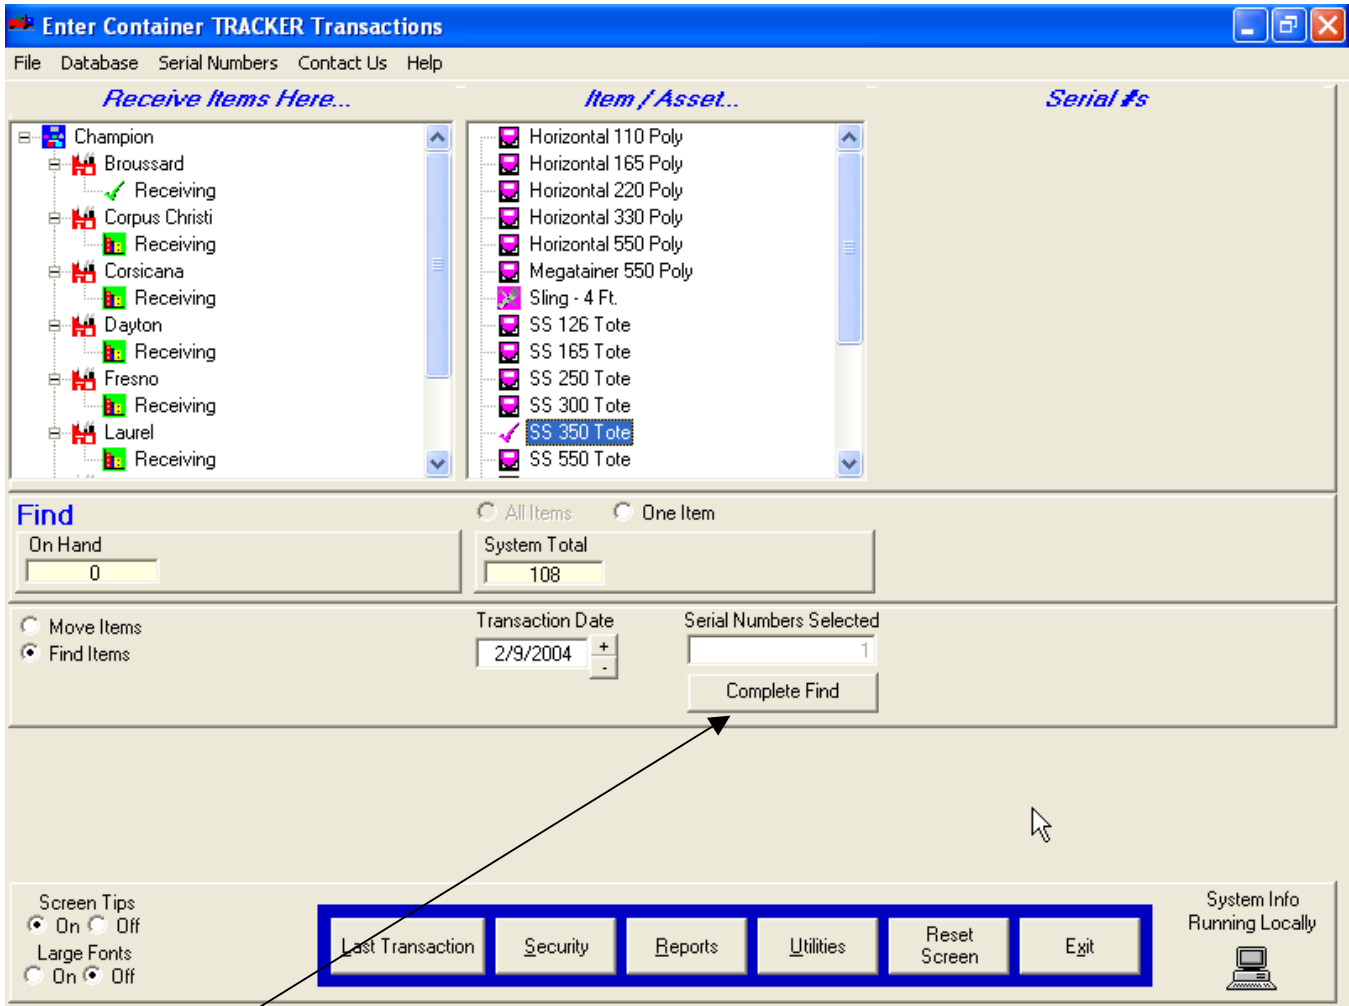 Enter Container TRACKER Transactions
File Database Serial Numbers Contact Us Help
Receive Items Here...
Champion
Broussard
Receiving
Corpus Christi
Receiving
Corsicana
Receiving
Dayton
Receiving
Fresno
Receiving
Laurel
Receiving
Item / Asset...
Horizontal 110 Poly
Horizontal 165 Poly
Horizontal 220 Poly
Horizontal 330 Poly
Horizontal 550 Poly
Megatainer 550 Poly
Sling - 4 Ft.
SS 126 Tote
SS 165 Tote
SS 250 Tote
SS 300 Tote
SS 350 Tote
SS 550 Tote
Serial #s
Find
All Items One Item
On Hand
0
System Total
108
Move Items
Find Items
Transaction Date
2/9/2004 + -
Serial Numbers Selected
1
Complete Find
Screen Tips
On Off
Large Fonts
On Off
Last Transaction
Security
Reports
Utilities
Reset
Screen
Exit
System Info
Running Locally